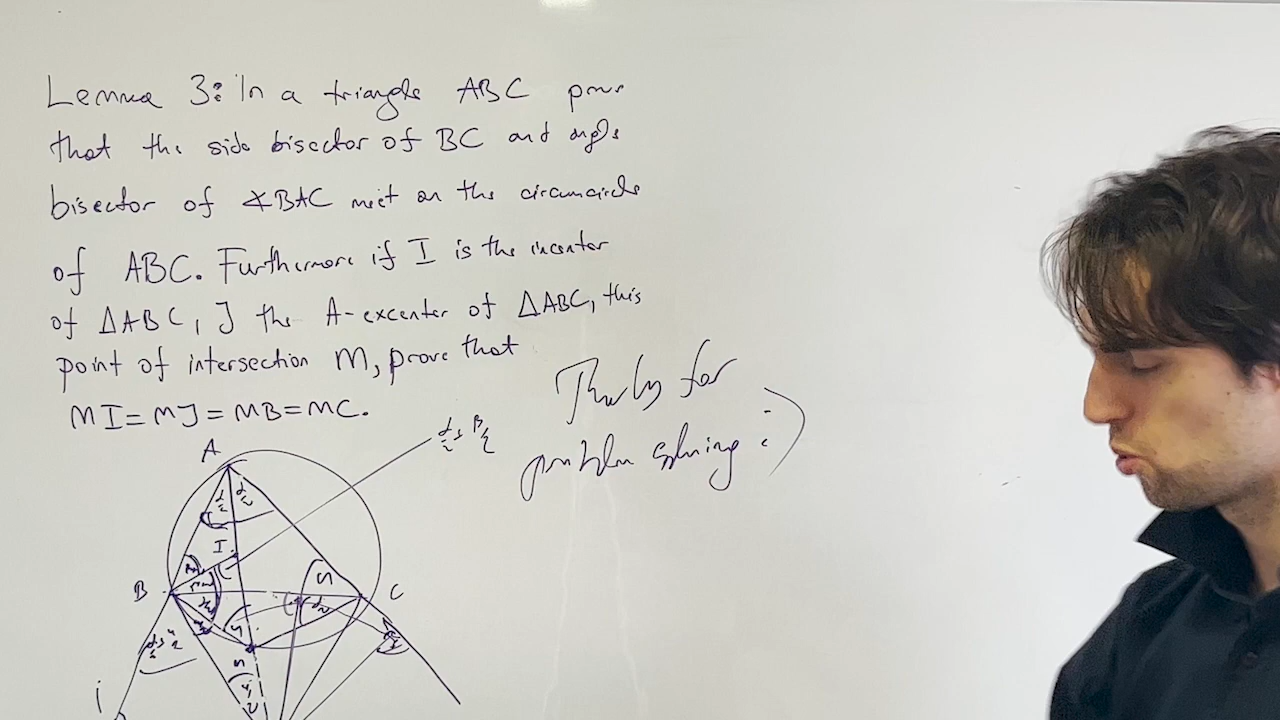 Lemma 3: In a triangle ABC prove
that the side bisector of BC and angle
bisector of ∢BAC meet on the circumcircle
of ABC. Furthermore if I is the incenter
of ΔABC, J the A-excenter of ΔABC, this
point of intersection M, prove that
MI=MJ=MB=MC.
for
problem solving :)
A
I
B
C